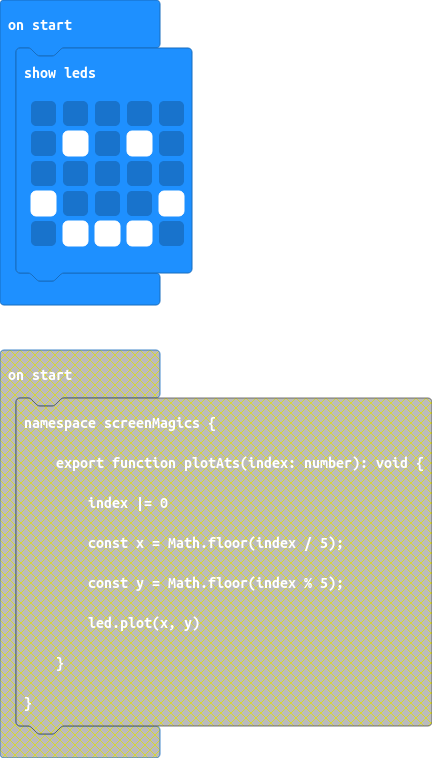 on start
show leds
on start
namespace screenMagics {
export function plotAts(index: number): void {
index |= 0
const x = Math.floor(index / 5);
const y = Math.floor(index % 5);
led.plot(x, y)
}
}